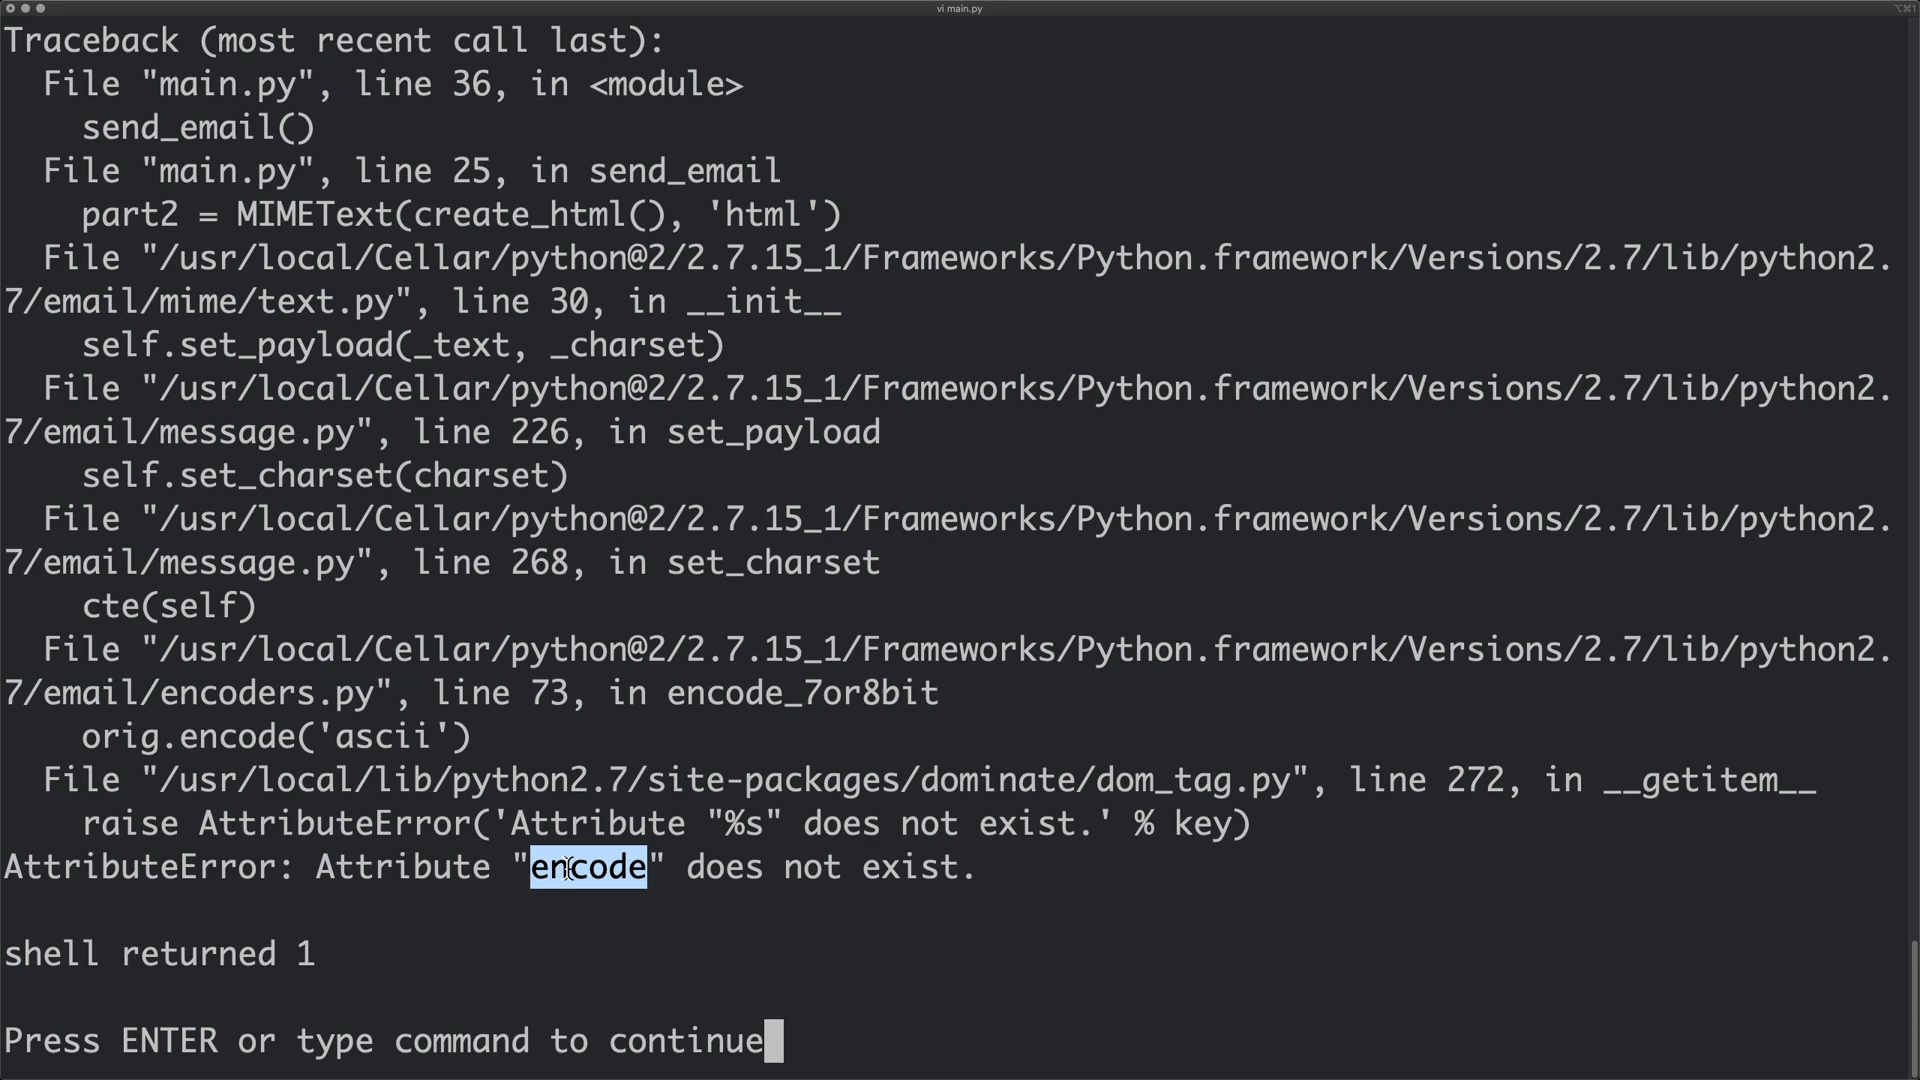 vi main.py
⌥⌘1
Traceback (most recent call last):
  File "main.py", line 36, in <module>
    send_email()
  File "main.py", line 25, in send_email
    part2 = MIMEText(create_html(), 'html')
  File "/usr/local/Cellar/python@2/2.7.15_1/Frameworks/Python.framework/Versions/2.7/lib/python2.
7/email/mime/text.py", line 30, in __init__
    self.set_payload(_text, _charset)
  File "/usr/local/Cellar/python@2/2.7.15_1/Frameworks/Python.framework/Versions/2.7/lib/python2.
7/email/message.py", line 226, in set_payload
    self.set_charset(charset)
  File "/usr/local/Cellar/python@2/2.7.15_1/Frameworks/Python.framework/Versions/2.7/lib/python2.
7/email/message.py", line 268, in set_charset
    cte(self)
  File "/usr/local/Cellar/python@2/2.7.15_1/Frameworks/Python.framework/Versions/2.7/lib/python2.
7/email/encoders.py", line 73, in encode_7or8bit
    orig.encode('ascii')
  File "/usr/local/lib/python2.7/site-packages/dominate/dom_tag.py", line 272, in __getitem__
    raise AttributeError('Attribute "%s" does not exist.' % key)
AttributeError: Attribute "encode" does not exist.
shell returned 1
Press ENTER or type command to continue